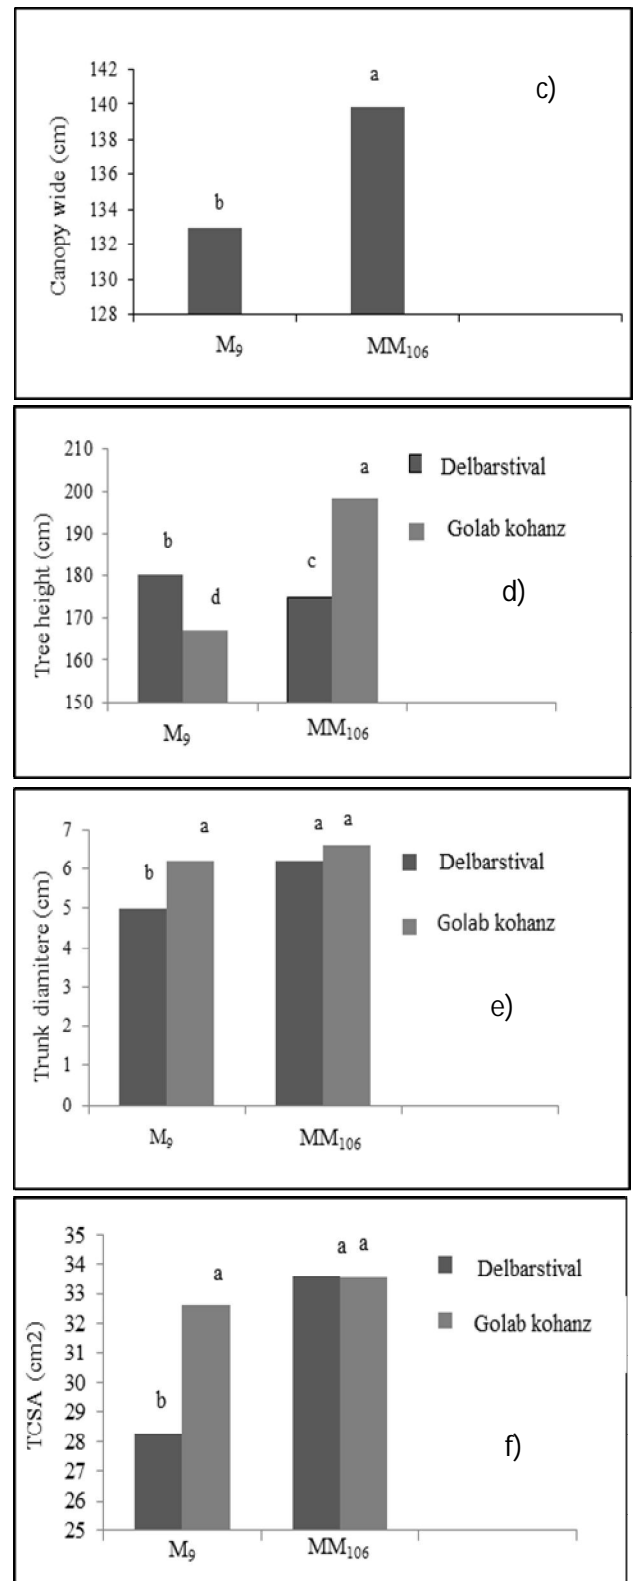 c)
Canopy wide (cm)
142
140
138
136
134
132
130
128
b
a
M₉
MM₁₀₆
d)
Tree height (cm)
210
200
190
180
170
160
150
b
d
c
a
Delbarstival
Golab kohanz
M₉
MM₁₀₆
e)
Trunk diamitere (cm)
7
6
5
4
3
2
1
0
b
a
a
a
Delbarstival
Golab kohanz
M₉
MM₁₀₆
f)
TCSA (cm2)
35
34
33
32
31
30
29
28
27
26
25
b
a
a
a
Delbarstival
Golab kohanz
M₉
MM₁₀₆